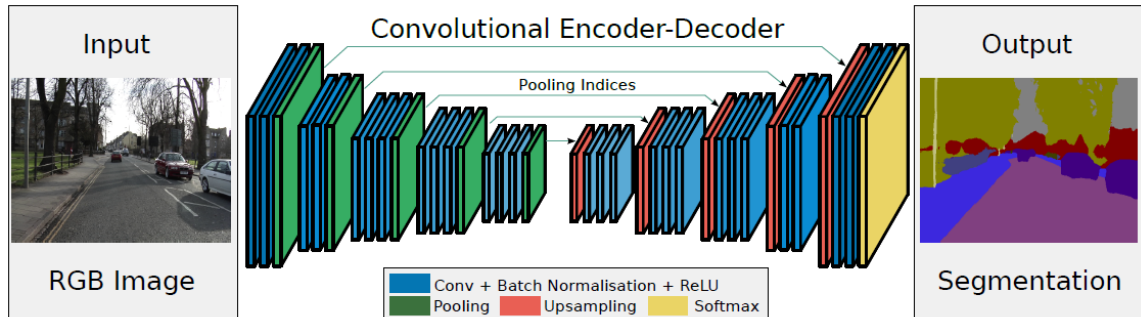 Input
RGB Image
Convolutional Encoder-Decoder
Pooling Indices
Conv + Batch Normalisation + ReLU
Pooling Upsampling Softmax
Output
Segmentation